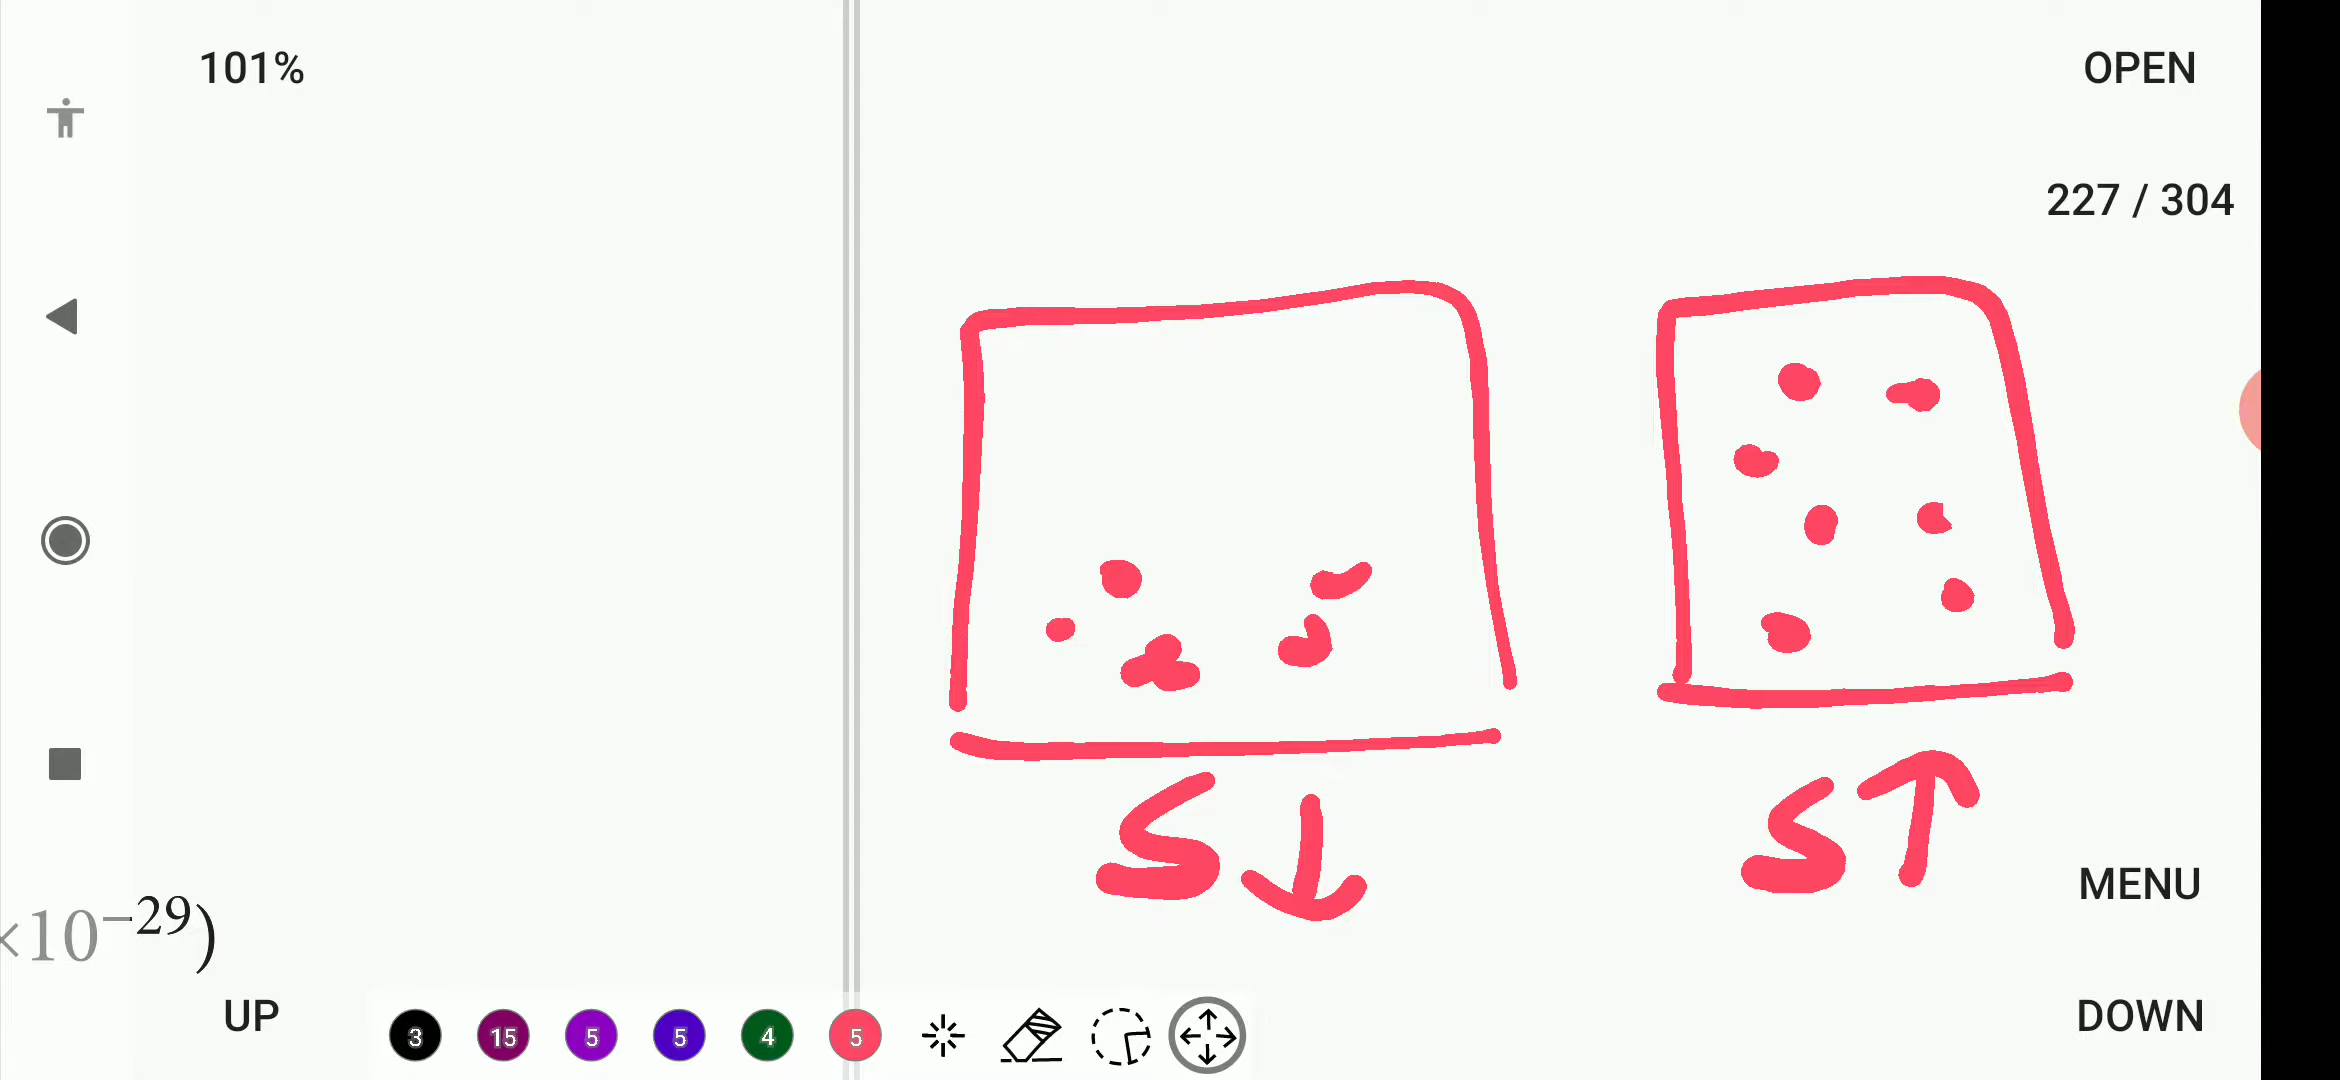 101%
OPEN
227 / 304
S ↓
S ↑
MENU
×10⁻²⁹)
UP
3 15 5 5 4 5
DOWN